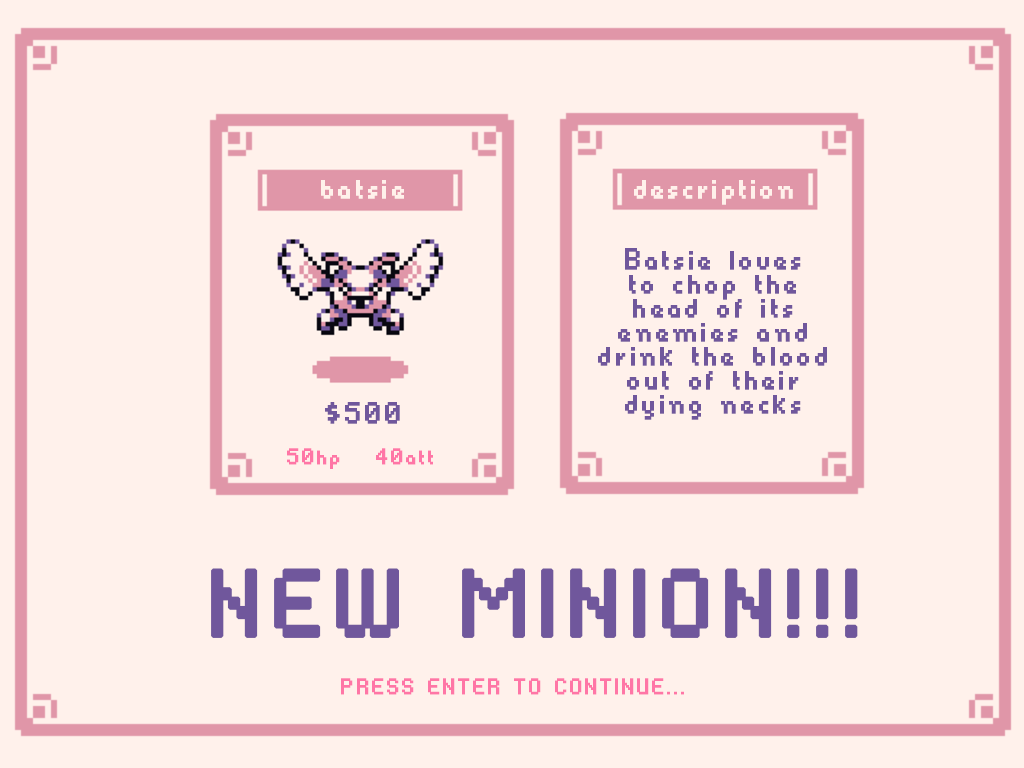 batsie
$500
50hp 40att
description
Batsie loves
to chop the
head of its
enemies and
drink the blood
out of their
dying necks
NEW MINION!!!
PRESS ENTER TO CONTINUE...